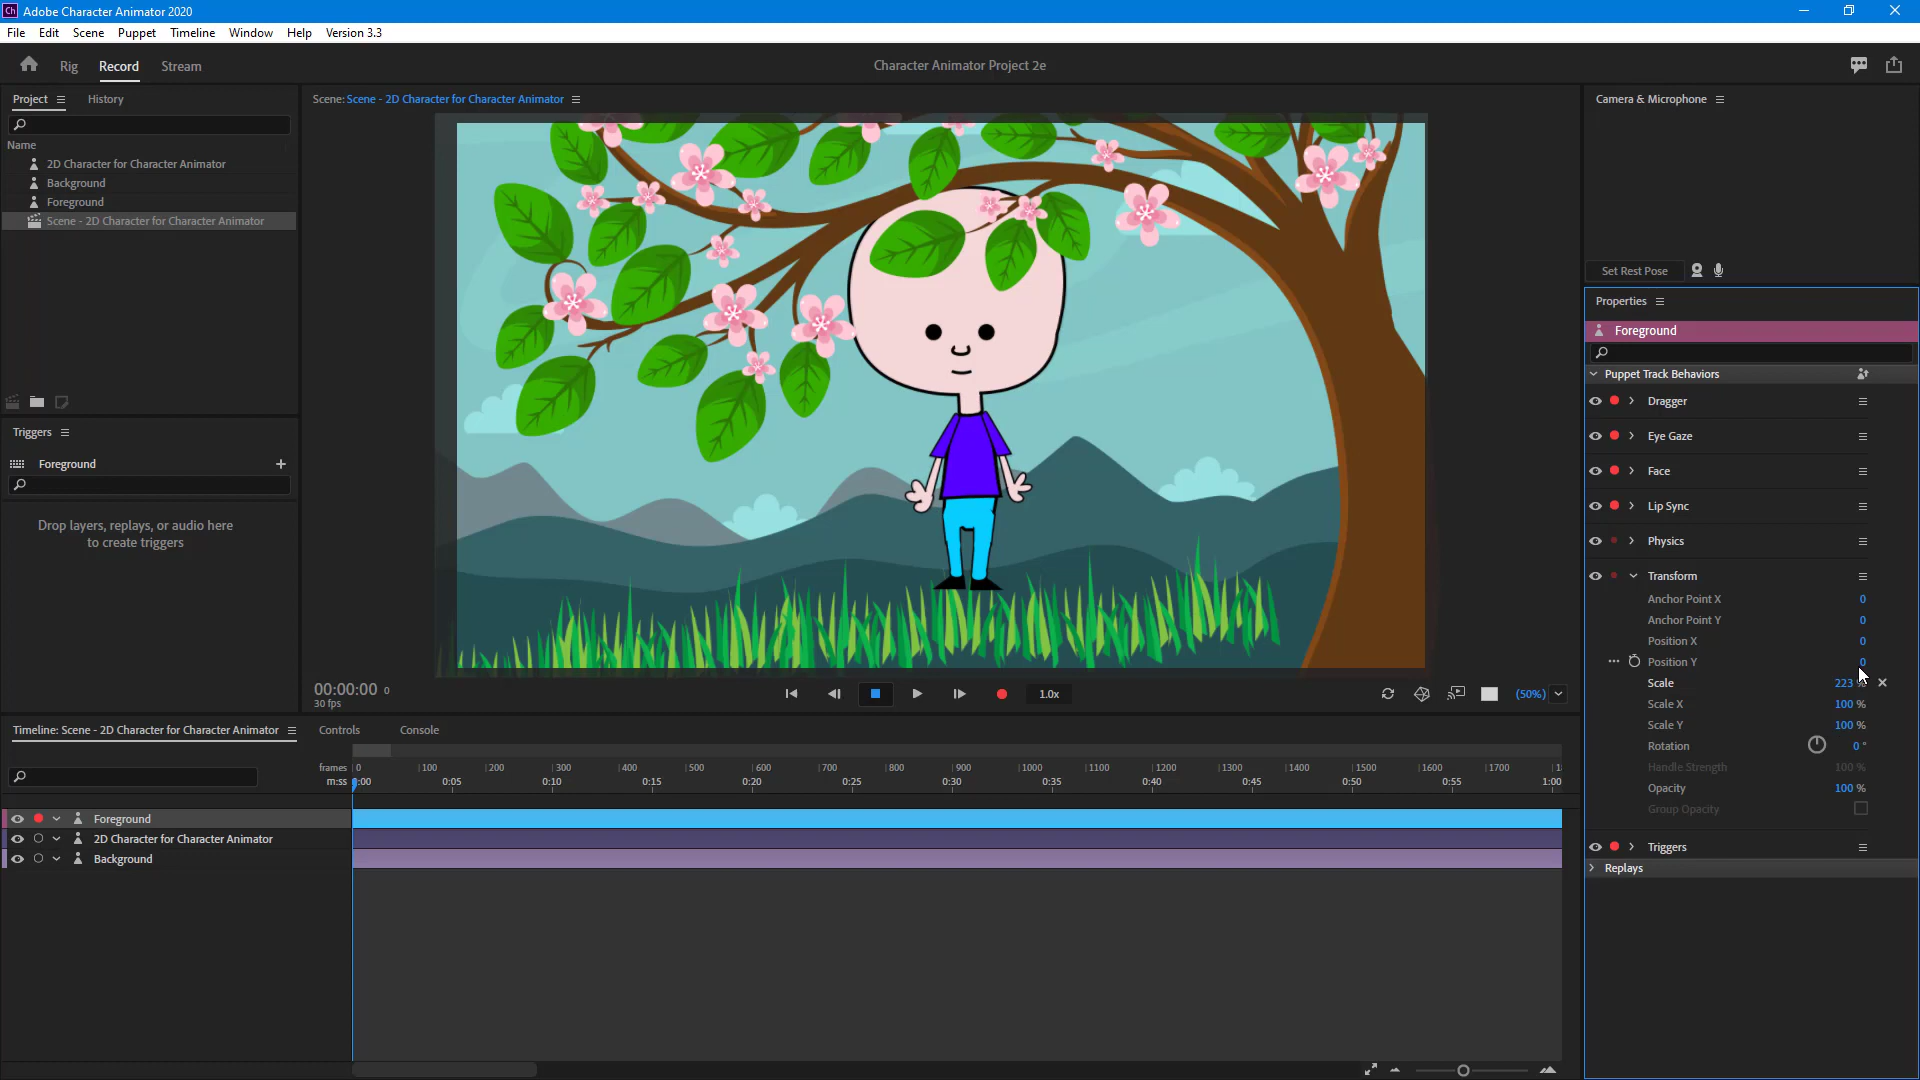 Ch Adobe Character Animator 2020
File Edit Scene Puppet Timeline Window Help Version 3.3
Rig Record Stream
Character Animator Project 2e
Project History
Name
2D Character for Character Animator
Background
Foreground
Scene - 2D Character for Character Animator
Triggers
Foreground
Drop layers, replays, or audio here
to create triggers
Scene: Scene - 2D Character for Character Animator
00:00:00 0
30 fps
1.0x
(50%)
Camera & Microphone
Set Rest Pose
Properties
Foreground
Puppet Track Behaviors
Dragger
Eye Gaze
Face
Lip Sync
Physics
Transform
Anchor Point X 0
Anchor Point Y 0
Position X 0
Position Y 0
Scale 223 %
Scale X 100 %
Scale Y 100 %
Rotation 0 °
Handle Strength 100 %
Opacity 100 %
Group Opacity
Triggers
Replays
Timeline: Scene - 2D Character for Character Animator Controls Console
frames 0 100 200 300 400 500 600 700 800 900 1000 1100 1200 1300 1400 1500 1600 1700
m:ss 0:00 0:05 0:10 0:15 0:20 0:25 0:30 0:35 0:40 0:45 0:50 0:55 1:00
Foreground
2D Character for Character Animator
Background